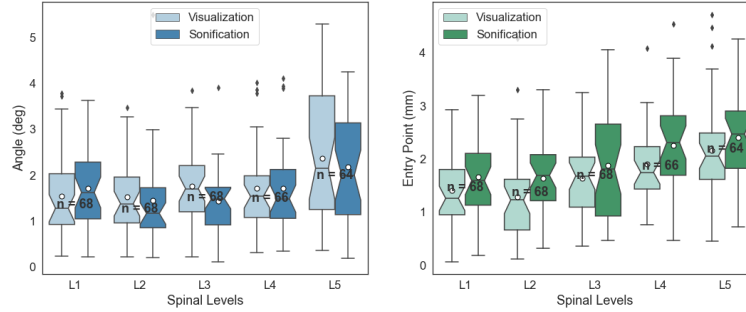 Visualization
Sonification
Angle (deg)
5
4
3
2
1
0
n = 68
n = 68
n = 68
n = 66
n = 64
L1 L2 L3 L4 L5
Spinal Levels
Visualization
Sonification
Entry Point (mm)
4
3
2
1
0
n = 68
n = 68
n = 68
n = 66
n = 64
L1 L2 L3 L4 L5
Spinal Levels